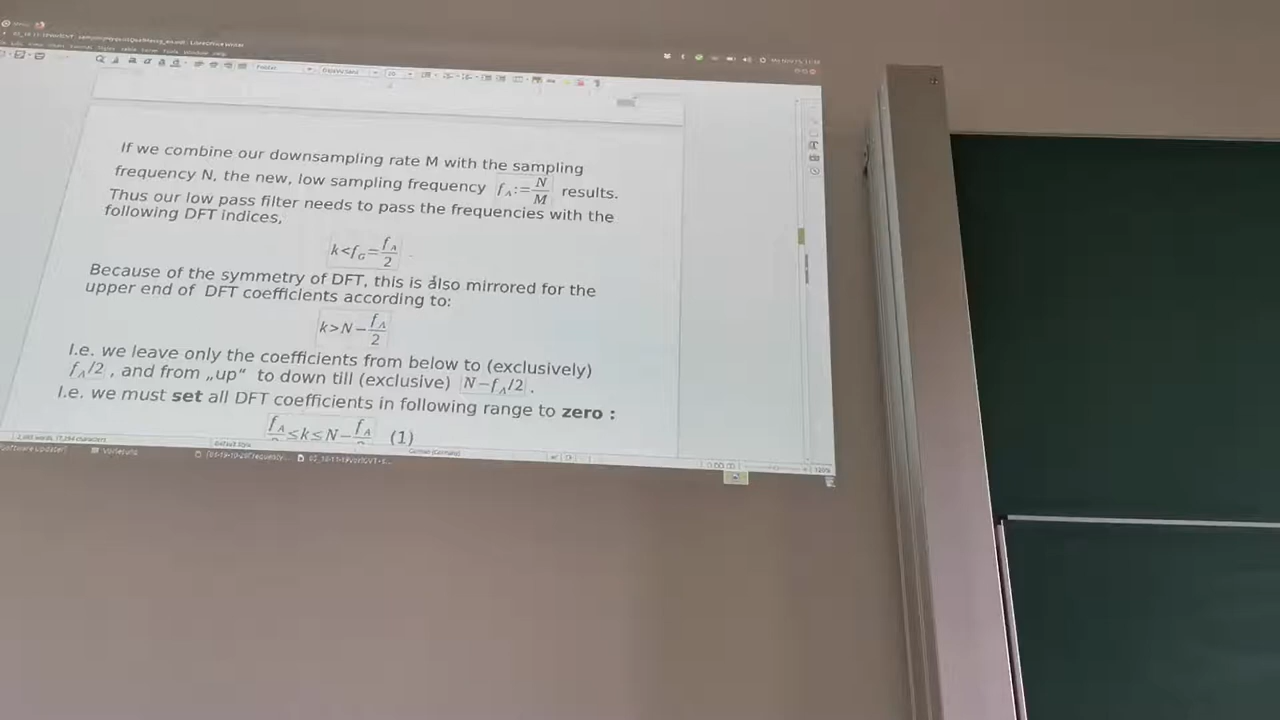 If we combine our downsampling rate M with the sampling
frequency N, the new, low sampling frequency f_A:=N/M results.
Thus our low pass filter needs to pass the frequencies with the
following DFT indices,
k<f_G=f_A/2
Because of the symmetry of DFT, this is also mirrored for the
upper end of DFT coefficients according to:
k>N-f_A/2
I.e. we leave only the coefficients from below to (exclusively)
f_A/2 , and from „up“ to down till (exclusive) N-f_A/2 .
I.e. we must set all DFT coefficients in following range to zero :
f_A/2≤k≤N-f_A/2 (1)